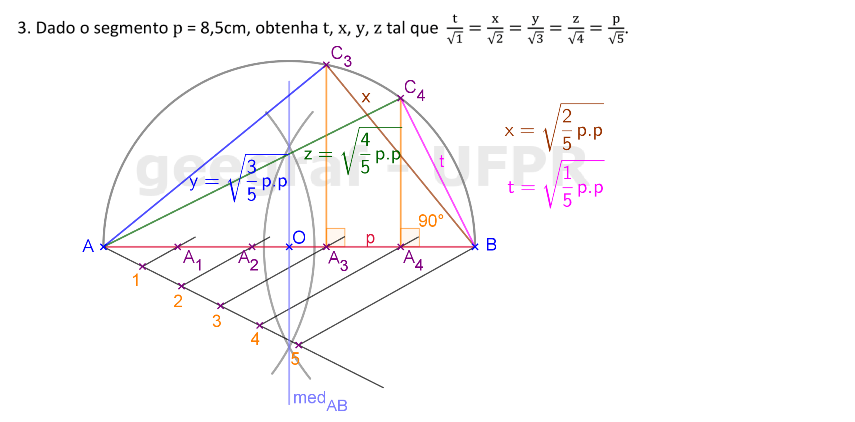 3. Dado o segmento p = 8,5cm, obtenha t, x, y, z tal que t/√1 = x/√2 = y/√3 = z/√4 = p/√5.
C3
C4
x
x = √(2/5 p.p)
z = √(4/5 p.p)
t
y = √(3/5 p.p)
t = √(1/5 p.p)
90°
A
O
p
B
A1
A2
A3
A4
1
2
3
4
5
medAB